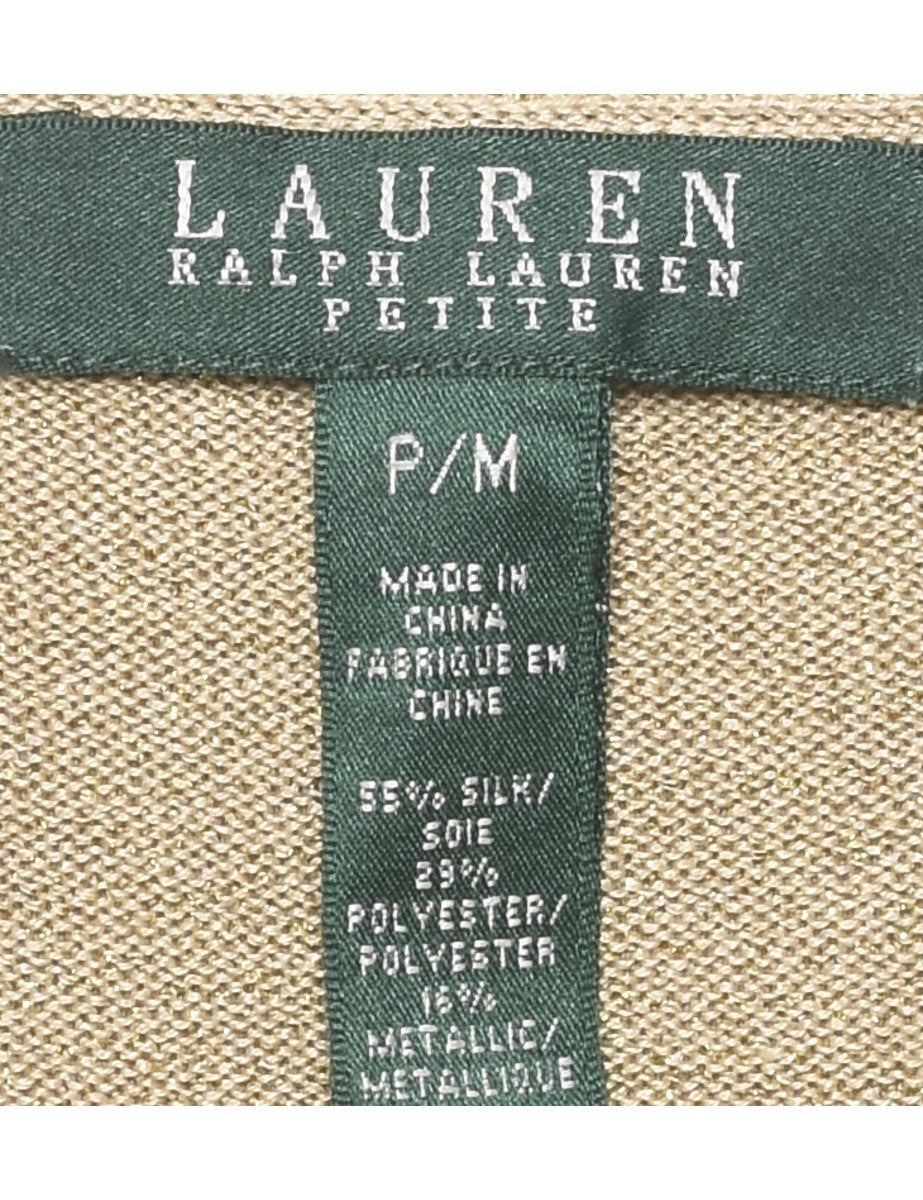 LAUREN
RALPH LAUREN
PETITE
P/M
MADE IN
CHINA
FABRIQUE EN
CHINE
55% SILK/
SOIE
29%
POLYESTER/
POLYESTER
16%
METALLIC/
METALLIQUE